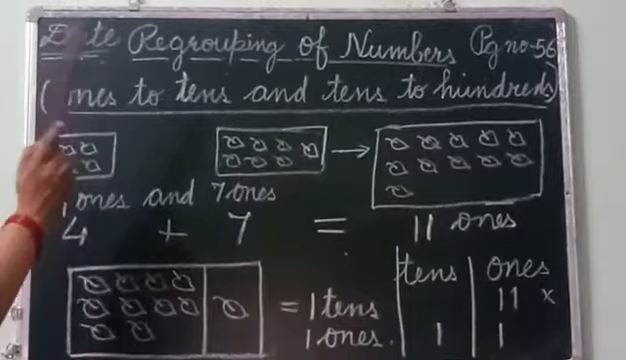 Date Regrouping of Numbers Pg no-56
(ones to tens and tens to hundreds)
ones and 7 ones
4 + 7 = 11 ones
tens ones
11 x
= 1 tens
1 ones. 1 1